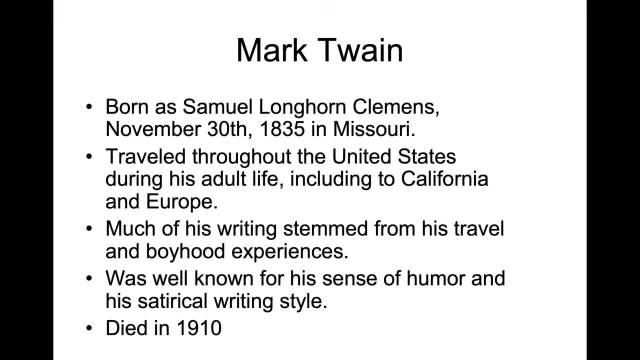 Mark Twain
• Born as Samuel Longhorn Clemens,
November 30th, 1835 in Missouri.
• Traveled throughout the United States
during his adult life, including to California
and Europe.
• Much of his writing stemmed from his travel
and boyhood experiences.
• Was well known for his sense of humor and
his satirical writing style.
• Died in 1910